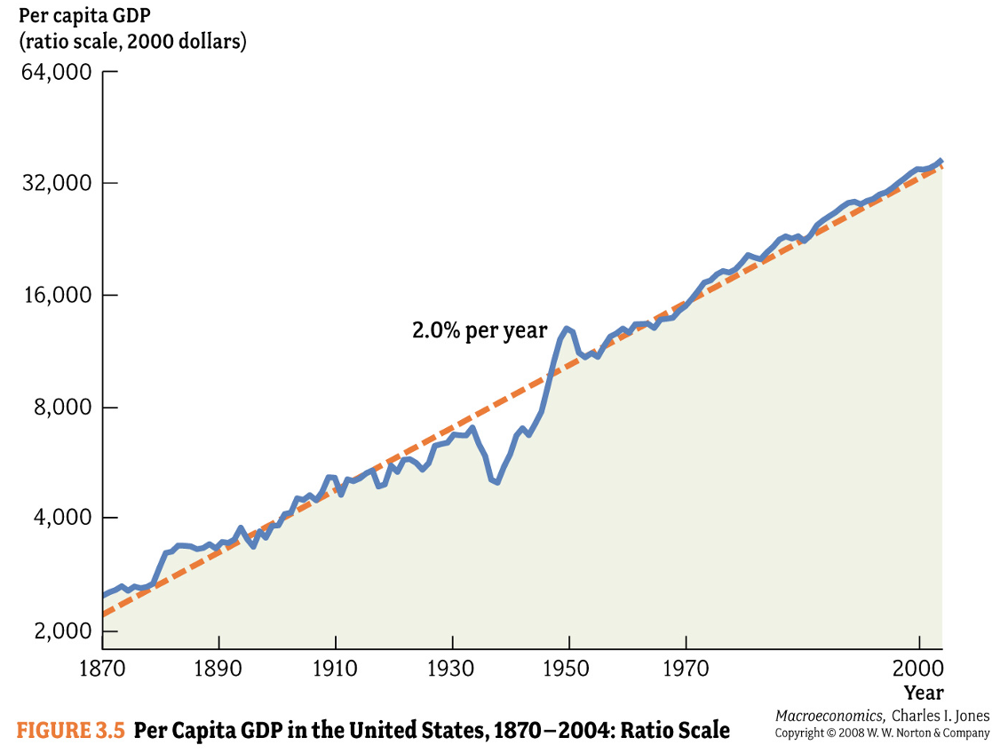 Per capita GDP
(ratio scale, 2000 dollars)
64,000
32,000
16,000
2.0% per year
8,000
4,000
2,000
1870 1890 1910 1930 1950 1970 2000
Year
FIGURE 3.5 Per Capita GDP in the United States, 1870–2004: Ratio Scale
Macroeconomics, Charles I. Jones
Copyright © 2008 W. W. Norton & Company